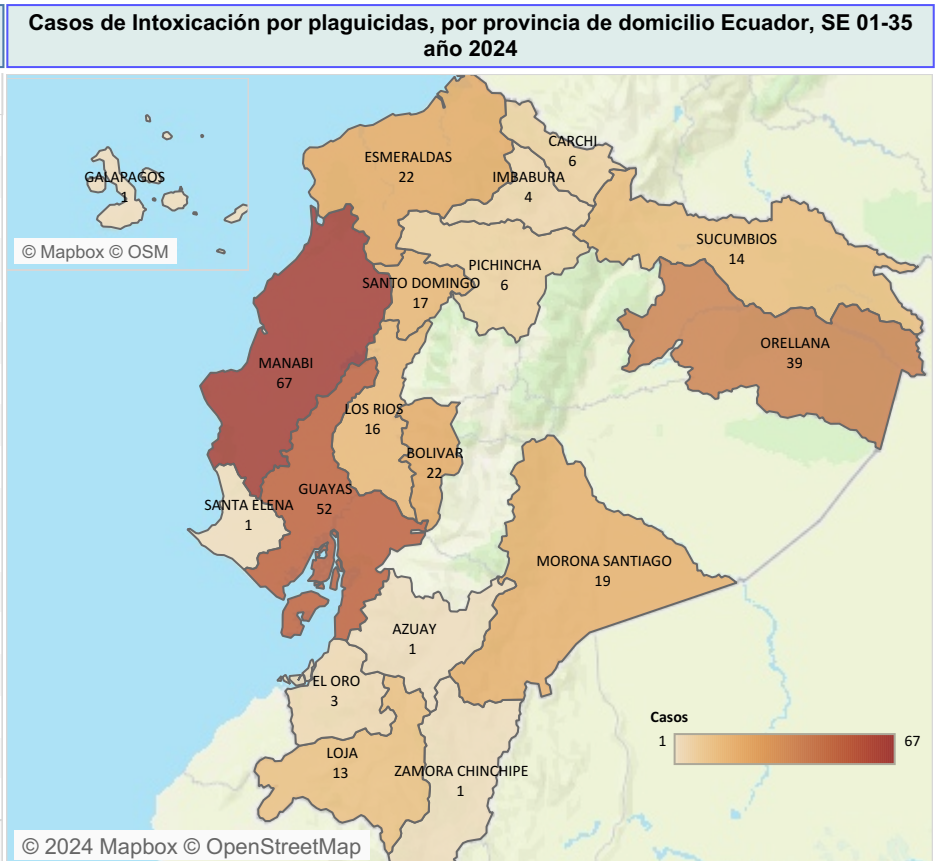 Casos de Intoxicación por plaguicidas, por provincia de domicilio Ecuador, SE 01-35
año 2024
GALAPAGOS
1
© Mapbox © OSM
ESMERALDAS
22
CARCHI
6
IMBABURA
4
SUCUMBIOS
14
PICHINCHA
6
SANTO DOMINGO
17
ORELLANA
39
MANABI
67
LOS RIOS
16
BOLIVAR
22
GUAYAS
52
SANTA ELENA
1
MORONA SANTIAGO
19
AZUAY
1
EL ORO
3
LOJA
13
ZAMORA CHINCHIPE
1
Casos
1
67
© 2024 Mapbox © OpenStreetMap